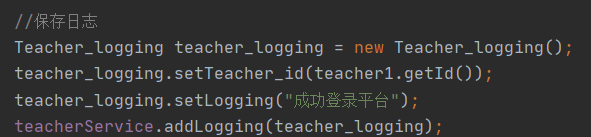 //保存日志
Teacher_logging teacher_logging = new Teacher_logging();
teacher_logging.setTeacher_id(teacher1.getId());
teacher_logging.setLogging("成功登录平台");
teacherService.addLogging(teacher_logging);